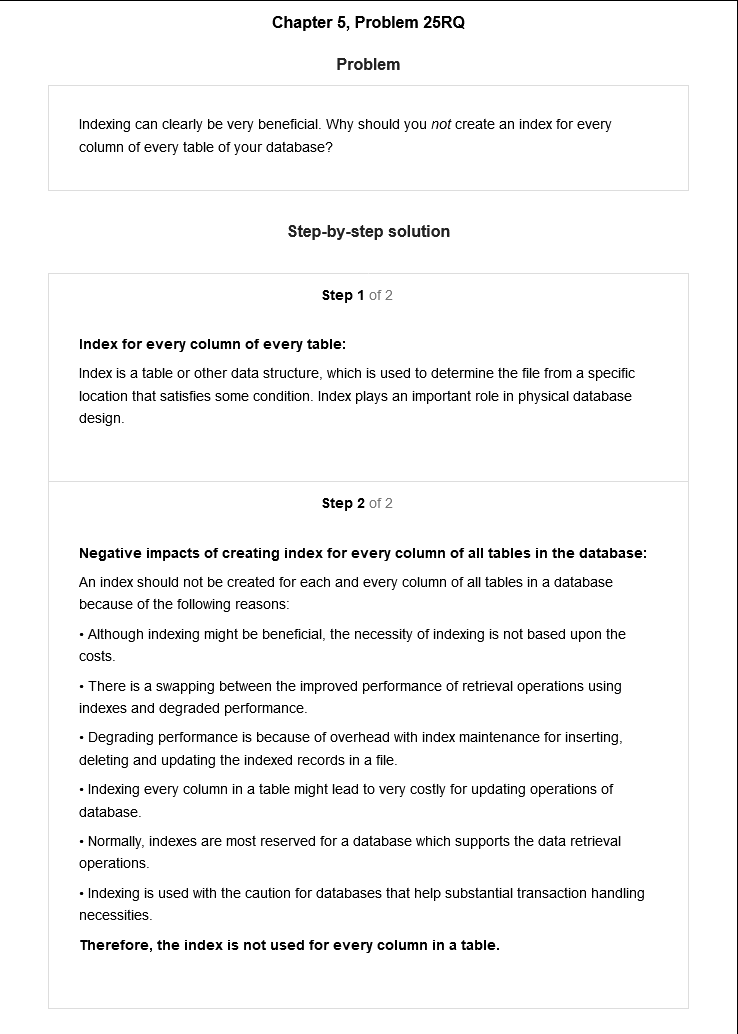 Chapter 5, Problem 25RQ
Problem
Indexing can clearly be very beneficial. Why should you not create an index for every
column of every table of your database?
Step-by-step solution
Step 1 of 2
Index for every column of every table:
Index is a table or other data structure, which is used to determine the file from a specific
location that satisfies some condition. Index plays an important role in physical database
design.
Step 2 of 2
Negative impacts of creating index for every column of all tables in the database:
An index should not be created for each and every column of all tables in a database
because of the following reasons:
• Although indexing might be beneficial, the necessity of indexing is not based upon the
costs.
• There is a swapping between the improved performance of retrieval operations using
indexes and degraded performance.
• Degrading performance is because of overhead with index maintenance for inserting,
deleting and updating the indexed records in a file.
• Indexing every column in a table might lead to very costly for updating operations of
database.
• Normally, indexes are most reserved for a database which supports the data retrieval
operations.
• Indexing is used with the caution for databases that help substantial transaction handling
necessities.
Therefore, the index is not used for every column in a table.